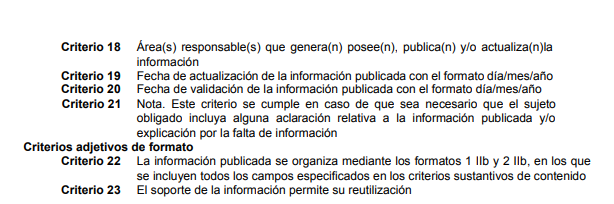 Criterio 18 Área(s) responsable(s) que genera(n) posee(n), publica(n) y/o actualiza(n)la
información
Criterio 19 Fecha de actualización de la información publicada con el formato día/mes/año
Criterio 20 Fecha de validación de la información publicada con el formato día/mes/año
Criterio 21 Nota. Este criterio se cumple en caso de que sea necesario que el sujeto
obligado incluya alguna aclaración relativa a la información publicada y/o
explicación por la falta de información
Criterios adjetivos de formato
Criterio 22 La información publicada se organiza mediante los formatos 1 IIb y 2 IIb, en los que
se incluyen todos los campos especificados en los criterios sustantivos de contenido
Criterio 23 El soporte de la información permite su reutilización